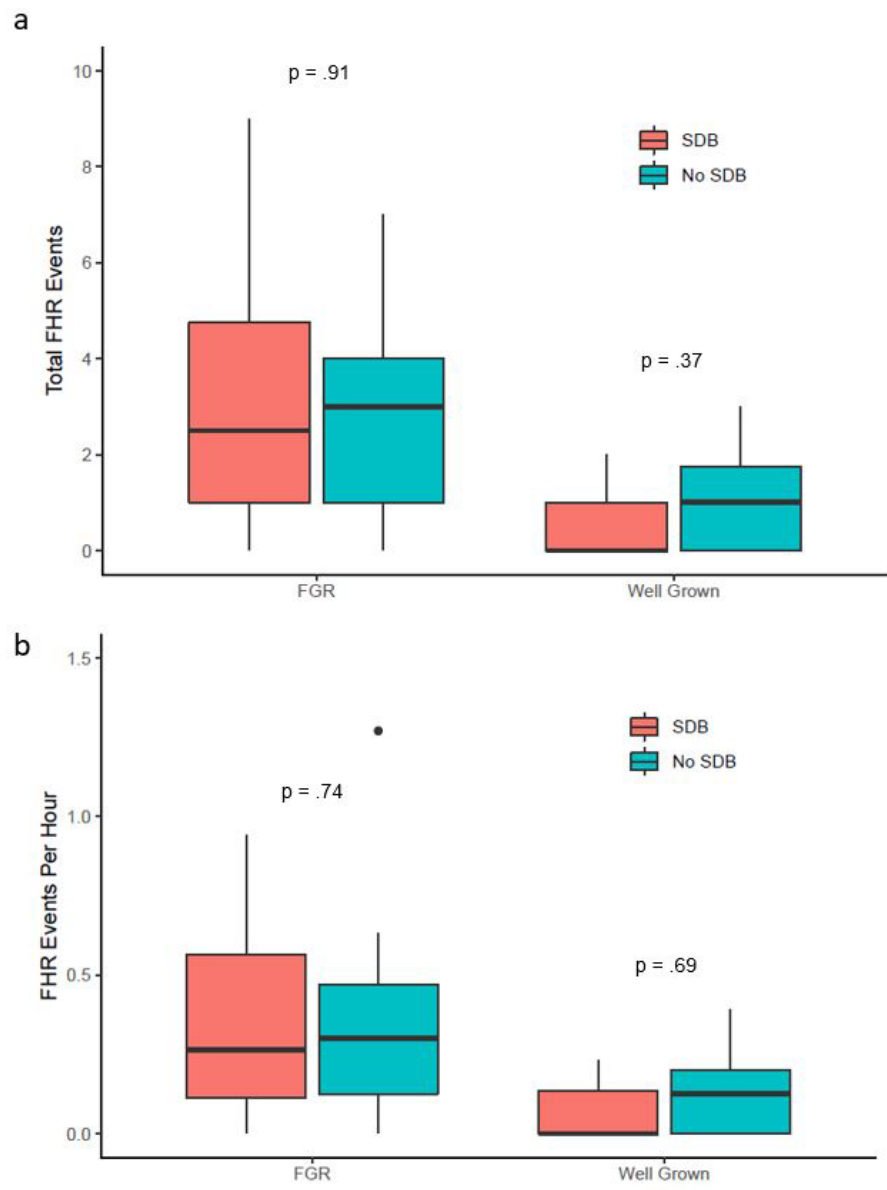 a
10
p = .91
SDB
8
No SDB
6
Total FHR Events
4
p = .37
2
0
FGR
Well Grown
b
1.5
SDB
No SDB
p = .74
1.0
FHR Events Per Hour
p = .69
0.5
0.0
FGR
Well Grown